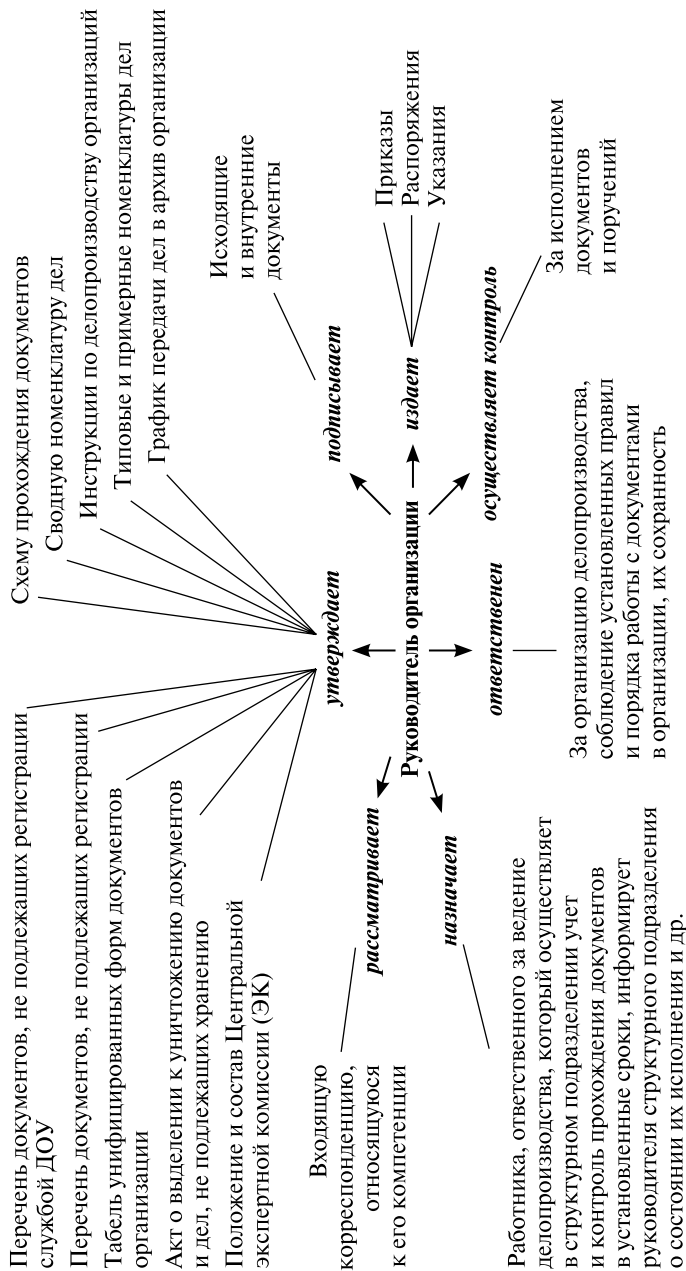 Перечень документов, не подлежащих регистрации
службой ДОУ
Перечень документов, не подлежащих регистрации
Табель унифицированных форм документов
организации
Акт о выделении к уничтожению документов
и дел, не подлежащих хранению
Положение и состав Центральной
экспертной комиссии (ЭК)
Схему прохождения документов
Сводную номенклатуру дел
Инструкции по делопроизводству организаций
Типовые и примерные номенклатуры дел
График передачи дел в архив организации
утверждает
Исходящие
и внутренние
документы
подписывает
Входящую
корреспонденцию,
относящуюся
к его компетенции
рассматривает
Руководитель организации
издает
Приказы
Распоряжения
Указания
назначает
ответственен
осуществляет контроль
За исполнением
документов
и поручений
Работника, ответственного за ведение
делопроизводства, который осуществляет
в структурном подразделении учет
и контроль прохождения документов
в установленные сроки, информирует
руководителя структурного подразделения
о состоянии их исполнения и др.
За организацию делопроизводства,
соблюдение установленных правил
и порядка работы с документами
в организации, их сохранность